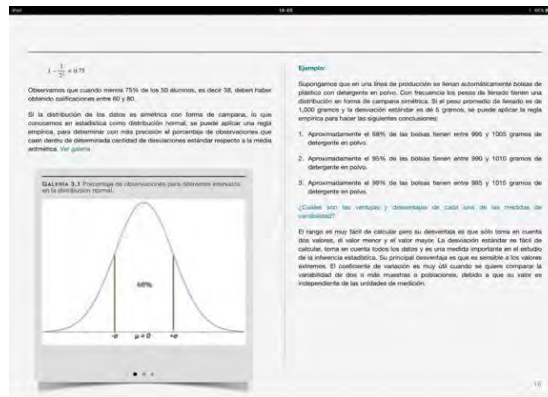 iPad
1 - 1/2² = 0.75
Observamos que cuando menos 75% de los 50 alumnos, es decir 38, deben haber
obtenido calificaciones entre 60 y 80.
Si la distribución de los datos es simétrica con forma de campana, lo que
conocemos en estadística como distribución normal, se puede aplicar una regla
empírica, para determinar con más precisión el porcentaje de observaciones que
caen dentro de determinada cantidad de desviaciones estándar respecto a la media
aritmética. Ver galería
GALERÍA 3.1 Porcentaje de observaciones para diferentes intervalos
en la distribución normal.
68%
-σ μ = 0 +σ
Ejemplo:
Supongamos que en una línea de producción se llenan automáticamente bolsas de
plástico con detergente en polvo. Con frecuencia los pesos de llenado tienen una
distribución en forma de campana simétrica. Si el peso promedio de llenado es de
1,000 gramos y la desviación estándar es de 5 gramos, se puede aplicar la regla
empírica para hacer las siguientes conclusiones:
1. Aproximadamente el 68% de las bolsas tienen entre 995 y 1005 gramos de
detergente en polvo.
2. Aproximadamente el 95% de las bolsas tienen entre 990 y 1010 gramos de
detergente en polvo.
3. Aproximadamente el 99% de las bolsas tienen entre 985 y 1015 gramos de
detergente en polvo.
¿Cuáles son las ventajas y desventajas de cada una de las medidas de
variabilidad?
El rango es muy fácil de calcular pero su desventaja es que sólo toma en cuenta
dos valores, el valor menor y el valor mayor. La desviación estándar es fácil de
calcular, toma en cuenta todos los datos y es una medida importante en el estudio
de la inferencia estadística. Su principal desventaja es que es sensible a los valores
extremos. El coeficiente de variación es muy útil cuando se quiere comparar la
variabilidad de dos o más muestras o poblaciones, debido a que su valor es
independiente de las unidades de medición.